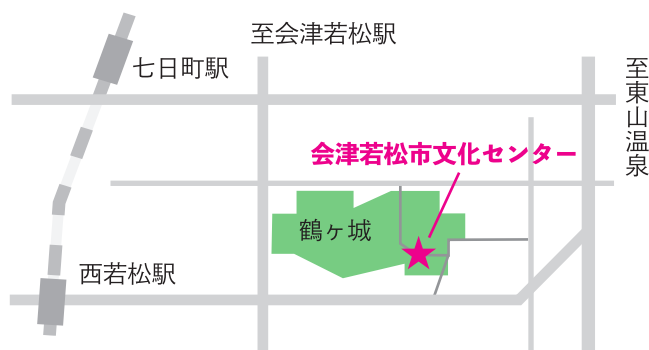 至会津若松駅
七日町駅
至東山温泉
会津若松市文化センター
鶴ヶ城
西若松駅